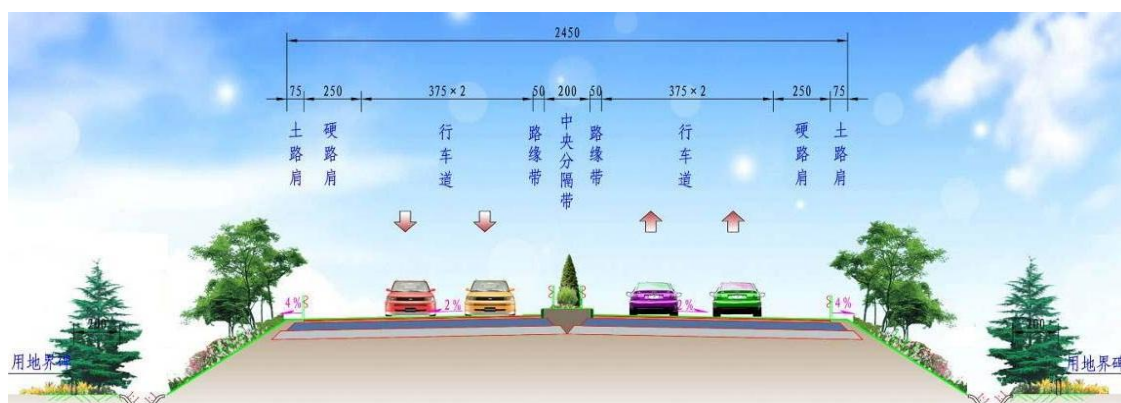 2450
75 250 375×2 50 200 50 375×2 250 75
土路肩 硬路肩 行车道 路缘带 中央分隔带 路缘带 行车道 硬路肩 土路肩
4% 2% 2% 4%
200
用地界碑 用地界碑